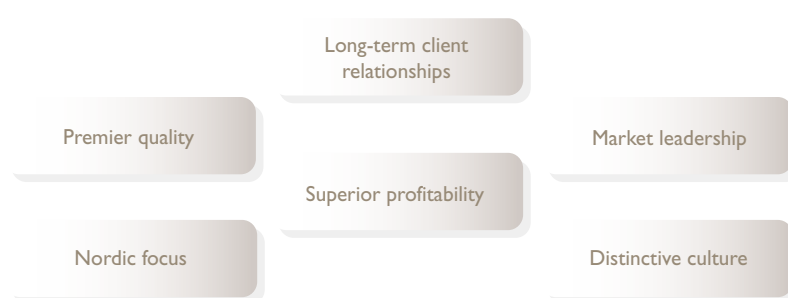 Long-term client
relationships
Premier quality
Market leadership
Superior profitability
Nordic focus
Distinctive culture